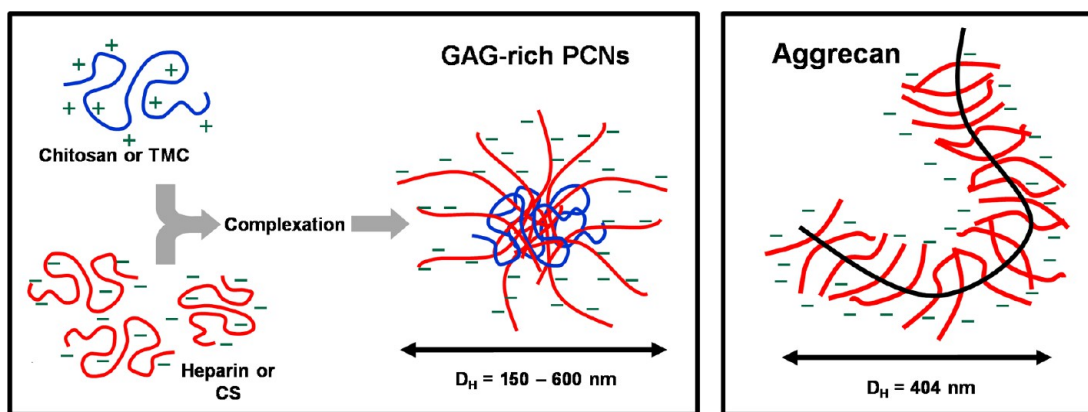 GAG-rich PCNs
Chitosan or TMC
Complexation
Heparin or
CS
D_H = 150 – 600 nm
Aggrecan
D_H = 404 nm